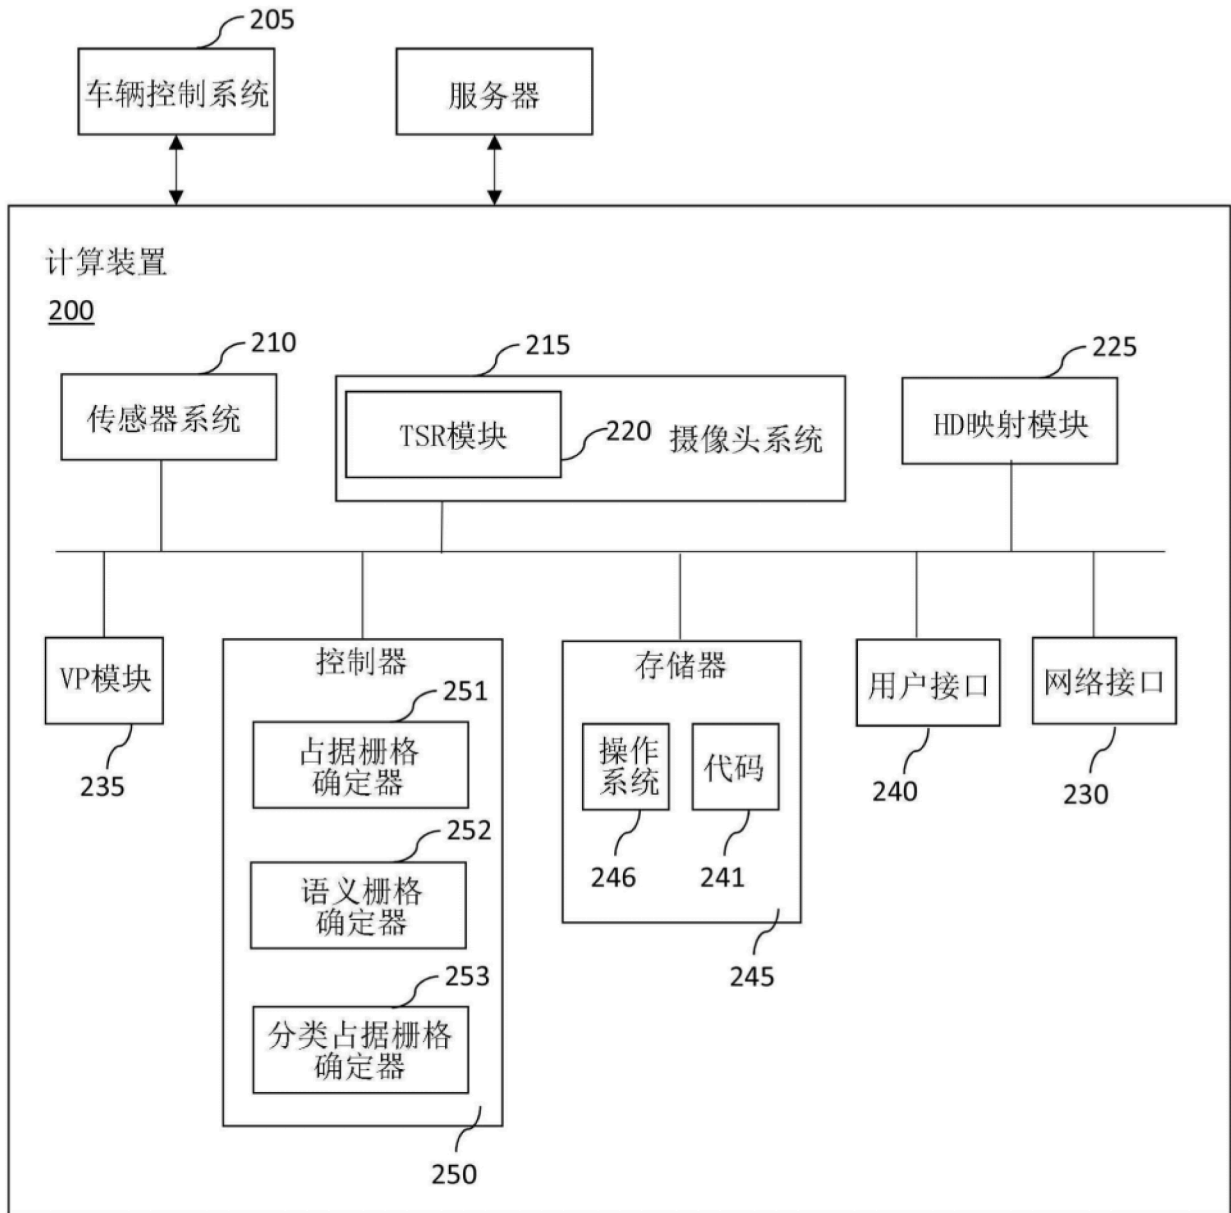 205
车辆控制系统
服务器
计算装置
200
210
传感器系统
215
TSR模块
220
摄像头系统
225
HD映射模块
VP模块
235
控制器
251
占据栅格
确定器
252
语义栅格
确定器
253
分类占据栅格
确定器
250
存储器
操作
系统
246
代码
241
245
用户接口
240
网络接口
230